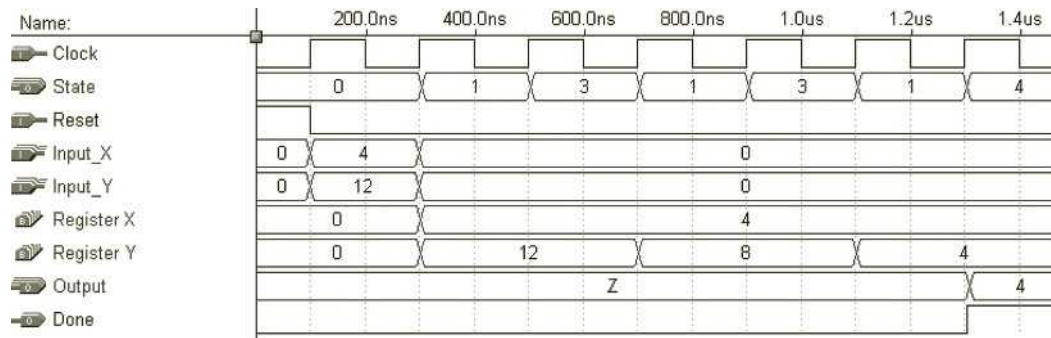 Name: 200.0ns 400.0ns 600.0ns 800.0ns 1.0us 1.2us 1.4us
Clock
State 0 1 3 1 3 1 4
Reset
Input_X 0 4 0
Input_Y 0 12 0
Register X 0 4
Register Y 0 12 8 4
Output Z 4
Done